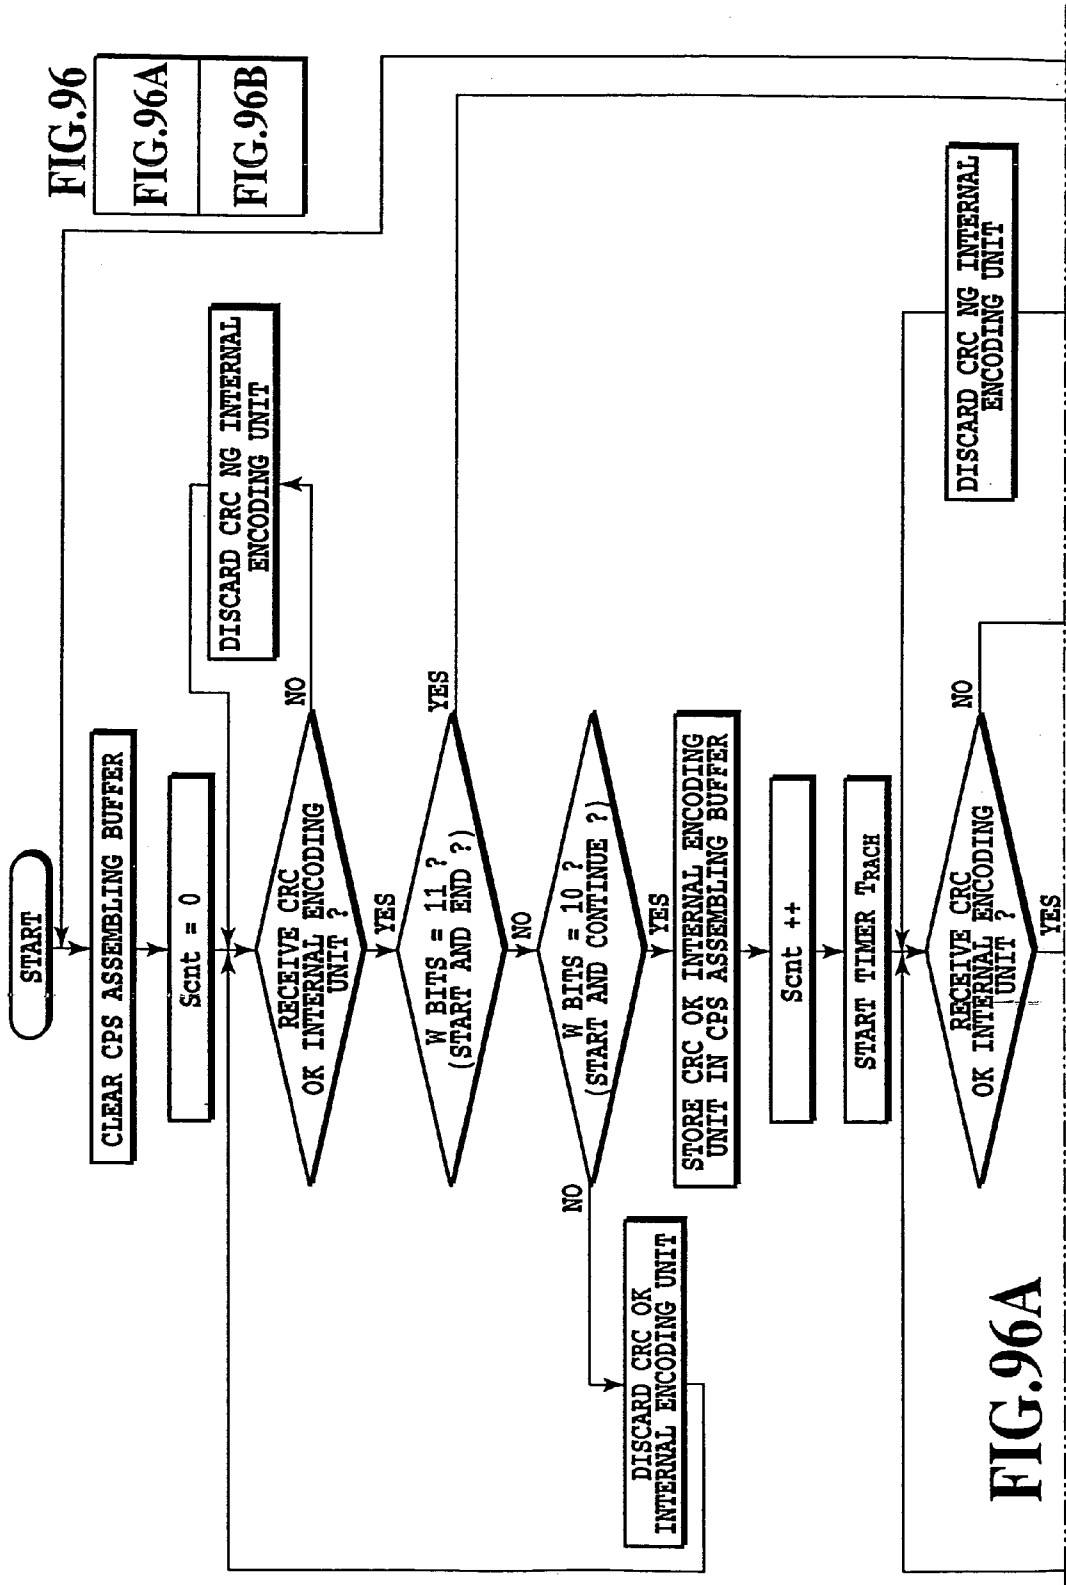 FIG.96
FIG.96A
FIG.96B
START
CLEAR CPS ASSEMBLING BUFFER
Scnt = 0
RECEIVE CRC
OK INTERNAL ENCODING
UNIT
?
NO
DISCARD CRC NG INTERNAL
ENCODING UNIT
YES
W BITS = 11 ?
(START AND END ?)
YES
NO
W BITS = 10 ?
(START AND CONTINUE ?)
NO
DISCARD CRC OK
INTERNAL ENCODING UNIT
YES
STORE CRC OK INTERNAL ENCODING
UNIT IN CPS ASSEMBLING BUFFER
Scnt ++
START TIMER TRACH
RECEIVE CRC
OK INTERNAL ENCODING
UNIT
?
NO
DISCARD CRC NG INTERNAL
ENCODING UNIT
YES
FIG.96A